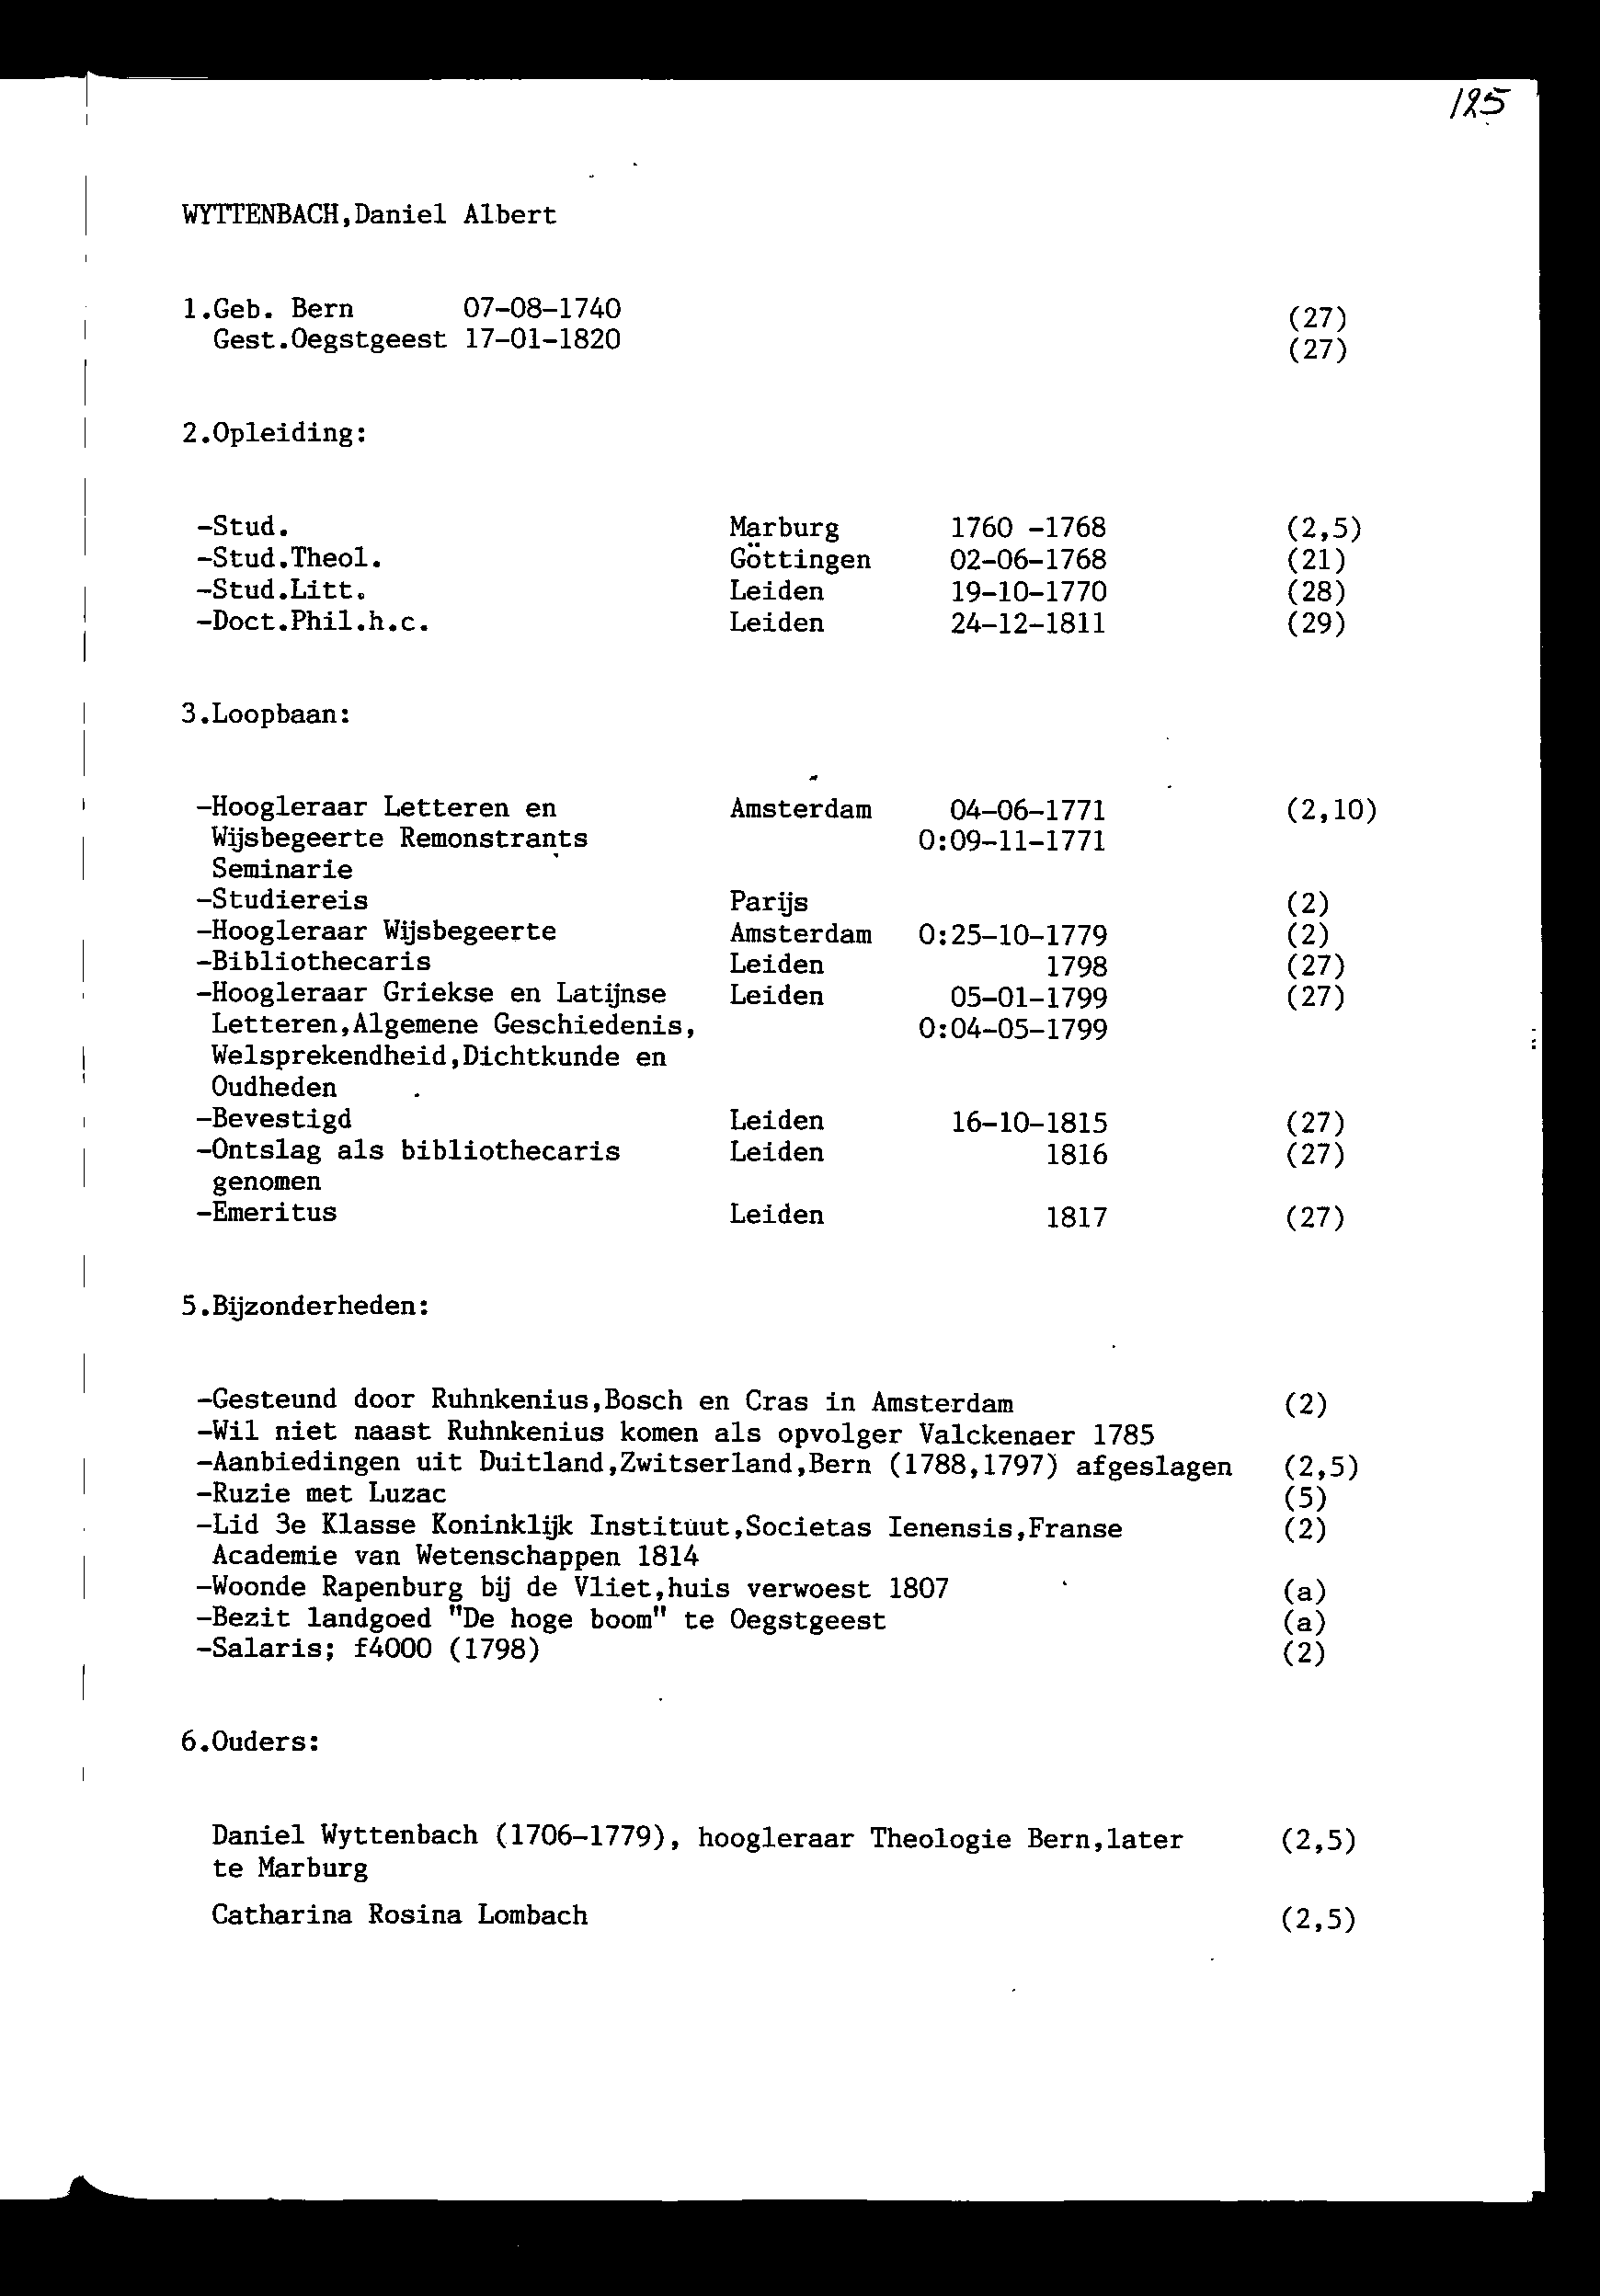 125
WYTTENBACH,Daniel Albert
1.Geb. Bern 07-08-1740 (27)
Gest.Oegstgeest 17-01-1820 (27)
2.Opleiding:
-Stud. Marburg 1760 -1768 (2,5)
-Stud.Theol. Göttingen 02-06-1768 (21)
-Stud.Litt. Leiden 19-10-1770 (28)
-Doct.Phil.h.c. Leiden 24-12-1811 (29)
3.Loopbaan:
-Hoogleraar Letteren en Amsterdam 04-06-1771 (2,10)
Wijsbegeerte Remonstrants O:09-11-1771
Seminarie
-Studiereis Parijs (2)
-Hoogleraar Wijsbegeerte Amsterdam O:25-10-1779 (2)
-Bibliothecaris Leiden 1798 (27)
-Hoogleraar Griekse en Latijnse Leiden 05-01-1799 (27)
Letteren,Algemene Geschiedenis, O:04-05-1799
Welsprekendheid,Dichtkunde en
Oudheden
-Bevestigd Leiden 16-10-1815 (27)
-Ontslag als bibliothecaris Leiden 1816 (27)
genomen
-Emeritus Leiden 1817 (27)
5.Bijzonderheden:
-Gesteund door Ruhnkenius,Bosch en Cras in Amsterdam (2)
-Wil niet naast Ruhnkenius komen als opvolger Valckenaer 1785
-Aanbiedingen uit Duitland,Zwitserland,Bern (1788,1797) afgeslagen (2,5)
-Ruzie met Luzac (5)
-Lid 3e Klasse Koninklijk Instituut,Societas Ienensis,Franse (2)
Academie van Wetenschappen 1814
-Woonde Rapenburg bij de Vliet,huis verwoest 1807 (a)
-Bezit landgoed "De hoge boom" te Oegstgeest (a)
-Salaris; f4000 (1798) (2)
6.Ouders:
Daniel Wyttenbach (1706-1779), hoogleraar Theologie Bern,later (2,5)
te Marburg
Catharina Rosina Lombach (2,5)